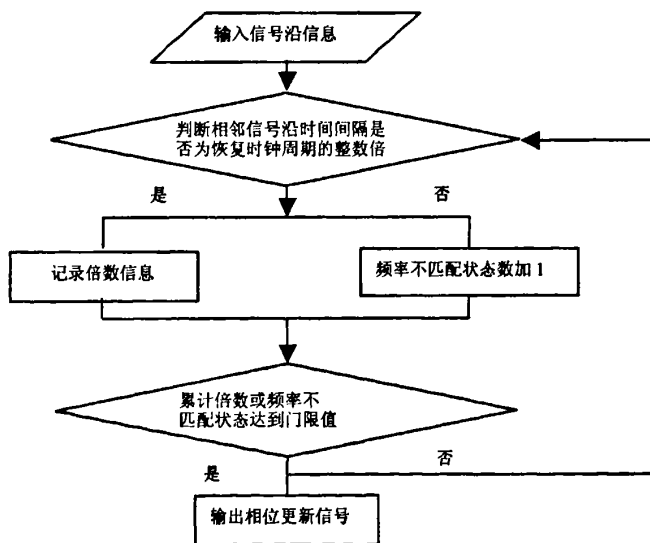 输入信号沿信息
判断相邻信号沿时间间隔是
否为恢复时钟周期的整数倍
是
否
记录倍数信息
频率不匹配状态数加 1
累计倍数或频率不
匹配状态达到门限值
是
否
输出相位更新信号